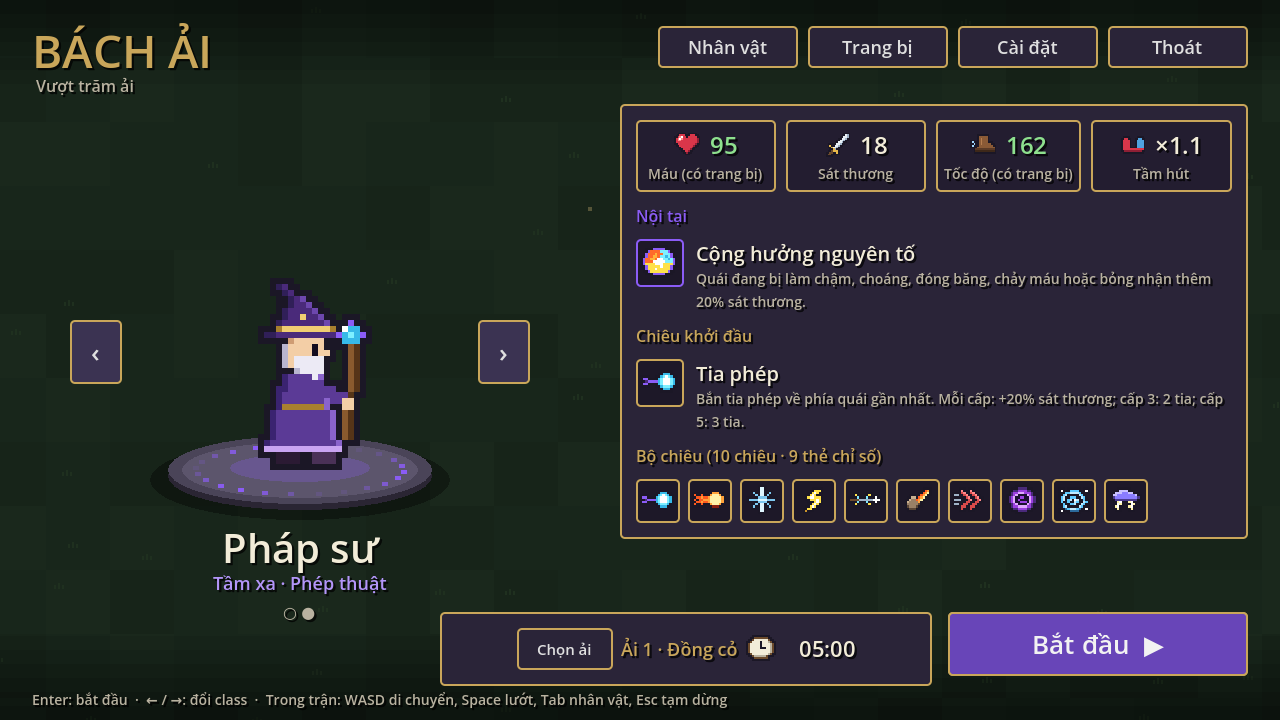 BÁCH ẢI
Vượt trăm ải
Nhân vật
Trang bị
Cài đặt
Thoát
95
Máu (có trang bị)
18
Sát thương
162
Tốc độ (có trang bị)
×1.1
Tầm hút
Nội tại
Cộng hưởng nguyên tố
Quái đang bị làm chậm, choáng, đóng băng, chảy máu hoặc bỏng nhận thêm
20% sát thương.
Chiêu khởi đầu
Tia phép
Bắn tia phép về phía quái gần nhất. Mỗi cấp: +20% sát thương; cấp 3: 2 tia; cấp
5: 3 tia.
Bộ chiêu (10 chiêu · 9 thẻ chỉ số)
‹
›
Pháp sư
Tầm xa · Phép thuật
Chọn ải
Ải 1 · Đồng cỏ
05:00
Bắt đầu ▶
Enter: bắt đầu · ← / →: đổi class · Trong trận: WASD di chuyển, Space lướt, Tab nhân vật, Esc tạm dừng